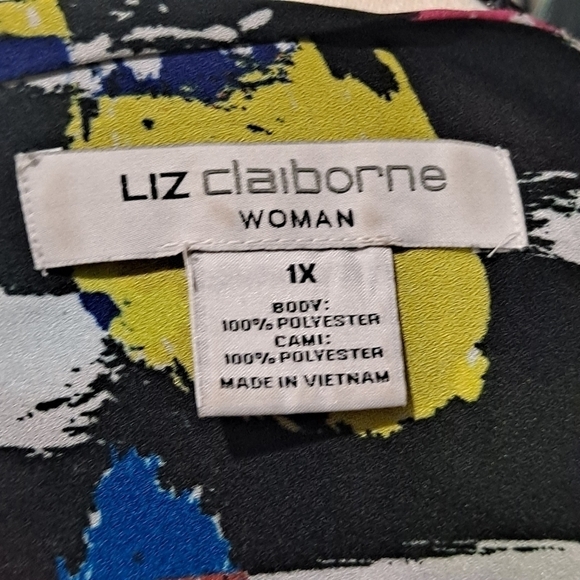 LIZ claiborne
WOMAN
1X
BODY:
100% POLYESTER
CAMI:
100% POLYESTER
MADE IN VIETNAM